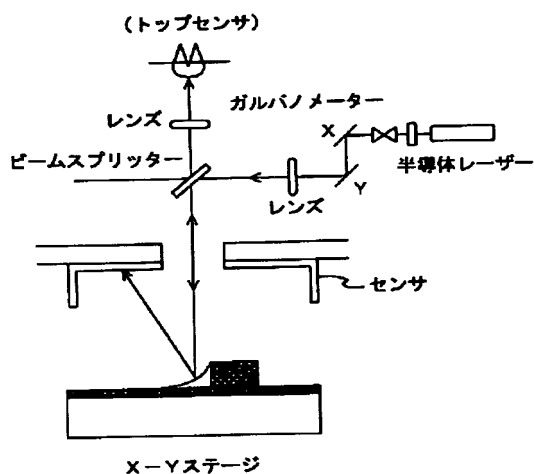 (トップセンサ)
ガルバノメーター
レンズ
X
ビームスプリッター
半導体レーザー
レンズ
Y
センサ
X-Yステージ